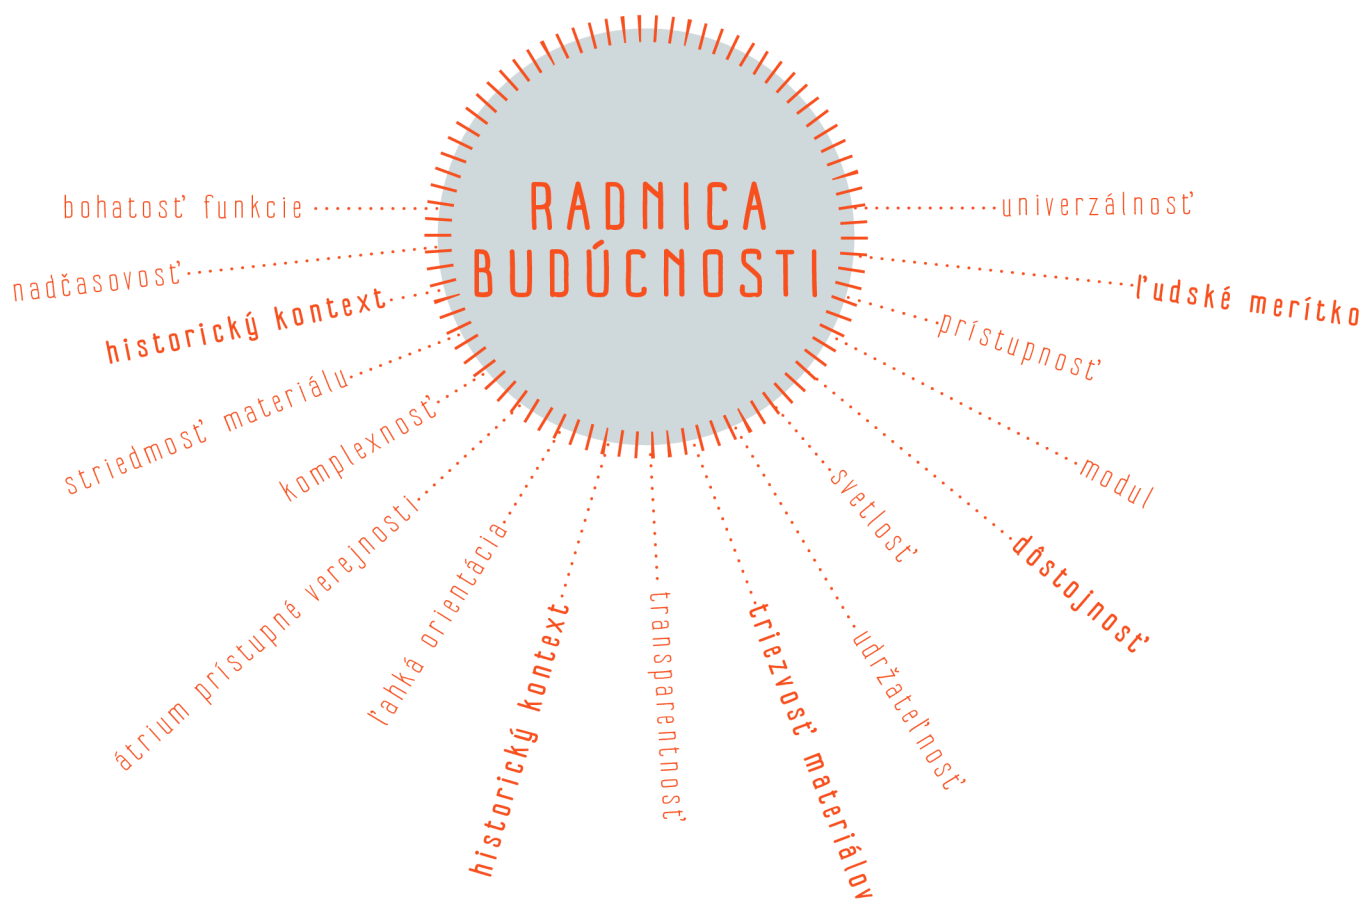 RADNICA
BUDÚCNOSTI
bohatosť funkcie
nadčasovosť
historický kontext
striedmosť materiálu
komplexnosť
átrium prístupné verejnosti
ľahká orientácia
historický kontext
transparentnosť
triezvosť materiálov
udržateľnosť
svetlosť
dôstojnosť
modul
prístupnosť
ľudské merítko
univerzálnosť